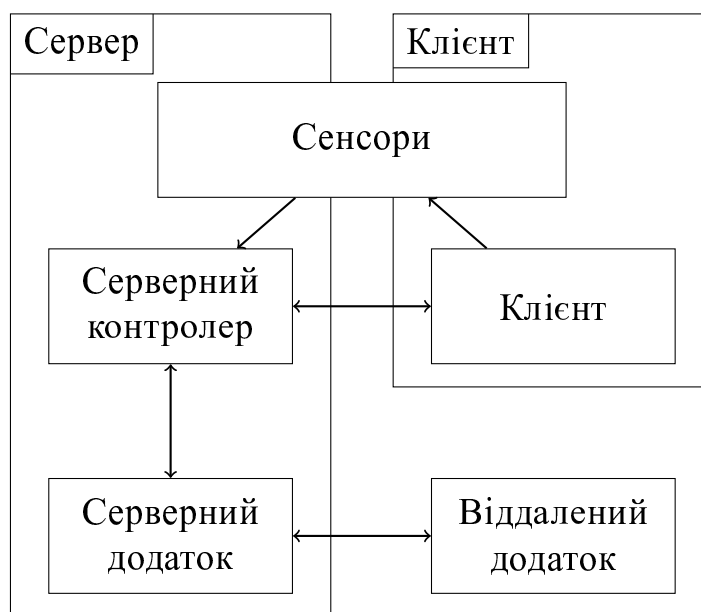 Сервер
Клієнт
Сенсори
Серверний
контролер
Клієнт
Серверний
додаток
Віддалений
додаток